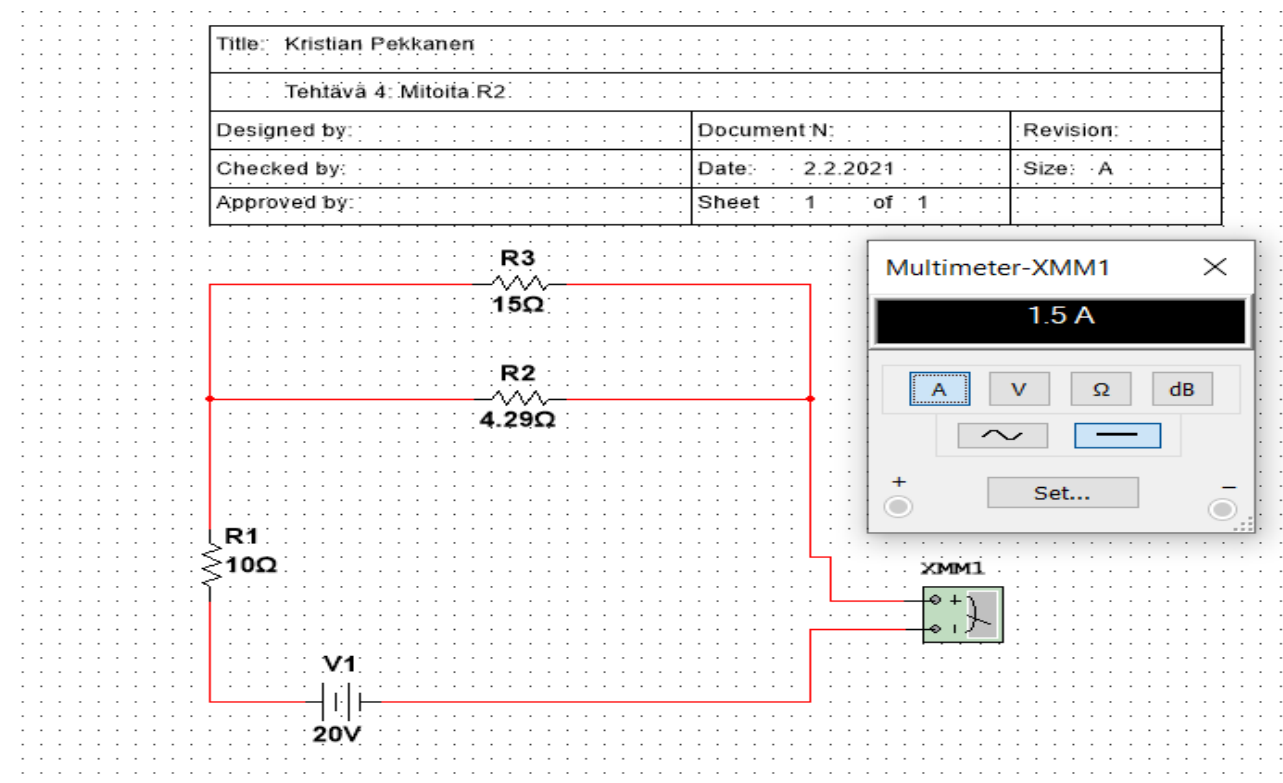 Title: Kristian Pekkanen
Tehtävä 4: Mitoita R2
Designed by: Document N: Revision:
Checked by: Date: 2.2.2021 Size: A
Approved by: Sheet 1 of 1
R3
15Ω
R2
4.29Ω
R1
10Ω
V1
20V
Multimeter-XMM1
1.5 A
A V Ω dB
+ Set... −
XMM1
+